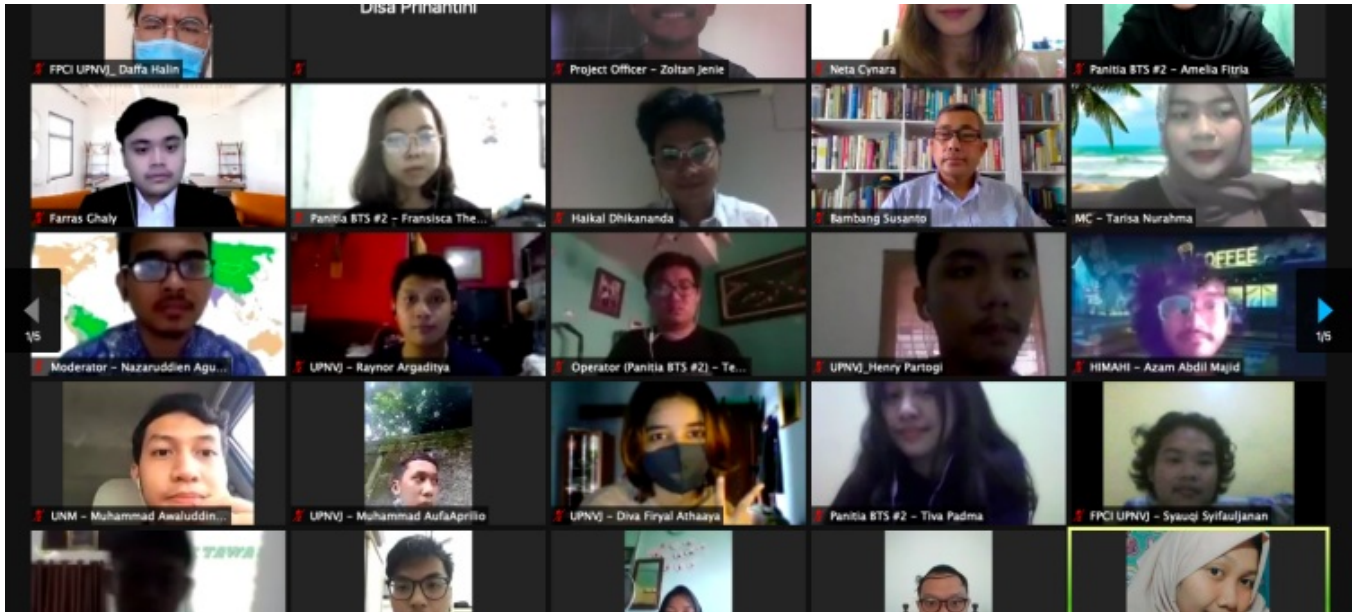 Disa Prihantini
FPCI UPNVJ_ Daffa Halin
Project Officer – Zoltan Jenie
Neta Cynara
Panitia BTS #2 – Amelia Fitria
Farras Ghaly
Panitia BTS #2 – Fransisca The...
Haikal Dhikananda
Bambang Susanto
MC – Tarisa Nurahma
COFFEE
1/5
1/5
Moderator – Nazaruddien Agu...
UPNVJ – Raynor Argaditya
Operator (Panitia BTS #2) – Te...
UPNVJ_Henry Partogi
HIMAHI – Azam Abdil Majid
UNM – Muhammad Awaluddin...
UPNVJ – Muhammad AufaAprilio
UPNVJ – Diva Firyal Athaaya
Panitia BTS #2 – Tiva Padma
FPCI UPNVJ – Syauqi Syifauljanan